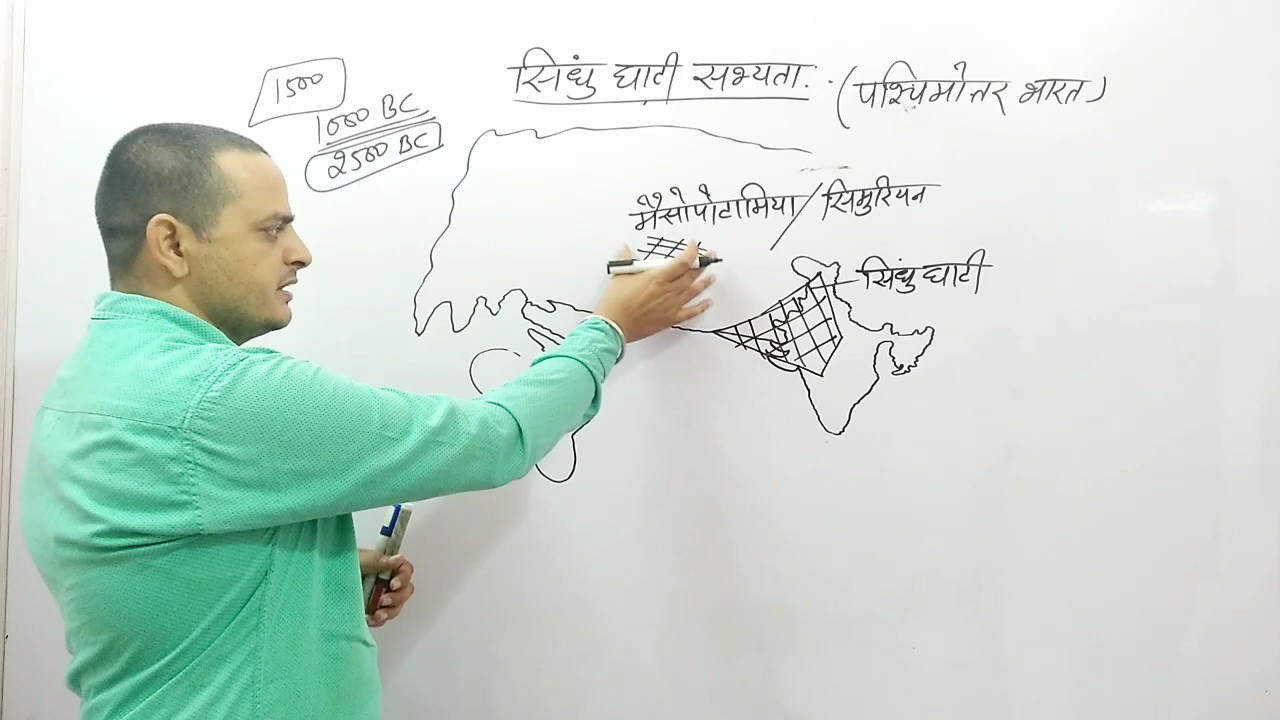 सिंधु घाटी सभ्यता: (पश्चिमोत्तर भारत)
1500
1000 BC
2500 BC
मैसोपोटामिया / सिमुरियन
सिंधु घाटी